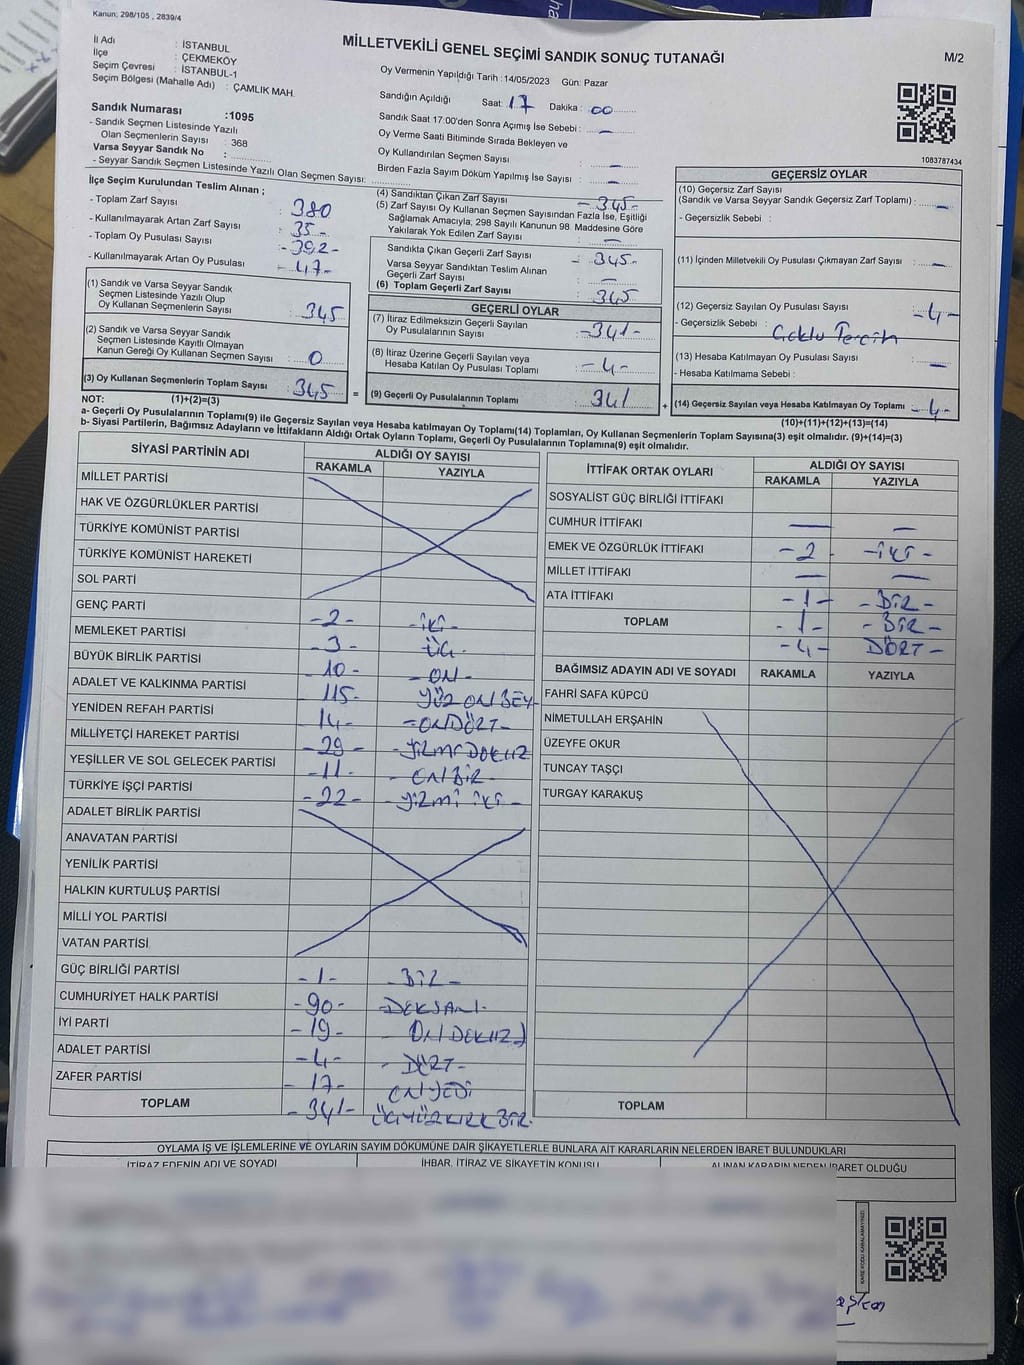 Kanun; 298/105 , 2839/4
MİLLETVEKİLİ GENEL SEÇİMİ SANDIK SONUÇ TUTANAĞI
M/2
İl Adı : İSTANBUL
İlçe : ÇEKMEKÖY
Seçim Çevresi : İSTANBUL-1
Seçim Bölgesi (Mahalle Adı) : ÇAMLIK MAH.
Sandık Numarası :1095
- Sandık Seçmen Listesinde Yazılı
Olan Seçmenlerin Sayısı : 368
Varsa Seyyar Sandık No :
- Seyyar Sandık Seçmen Listesinde Yazılı Olan Seçmen Sayısı:
Oy Vermenin Yapıldığı Tarih : 14/05/2023 Gün: Pazar
Sandığın Açıldığı Saat: 17 Dakika : 00
Sandık Saat 17:00'den Sonra Açımış İse Sebebi : -
Oy Verme Saati Bitiminde Sırada Bekleyen ve
Oy Kullandırılan Seçmen Sayısı : -
Birden Fazla Sayım Döküm Yapılmış İse Sayısı : -
1083787434
İlçe Seçim Kurulundan Teslim Alınan ;
- Toplam Zarf Sayısı : 380
- Kullanılmayarak Artan Zarf Sayısı : 35-
- Toplam Oy Pusulası Sayısı : -392-
- Kullanılmayarak Artan Oy Pusulası : -47-
(1) Sandık ve Varsa Seyyar Sandık
Seçmen Listesinde Yazılı Olup
Oy Kullanan Seçmenlerin Sayısı : 345
(2) Sandık ve Varsa Seyyar Sandık
Seçmen Listesinde Kayıtlı Olmayan
Kanun Gereği Oy Kullanan Seçmen Sayısı : 0
(3) Oy Kullanan Seçmenlerin Toplam Sayısı : 345
(1)+(2)=(3)
(4) Sandıktan Çıkan Zarf Sayısı : -345-
(5) Zarf Sayısı Oy Kullanan Seçmen Sayısından Fazla İse, Eşitliği
Sağlamak Amacıyla; 298 Sayılı Kanunun 98. Maddesine Göre
Yakılarak Yok Edilen Zarf Sayısı : -
Sandıkta Çıkan Geçerli Zarf Sayısı : - 345-
Varsa Seyyar Sandıktan Teslim Alınan
Geçerli Zarf Sayısı : -
(6) Toplam Geçerli Zarf Sayısı : 345
GEÇERLİ OYLAR
(7) İtiraz Edilmeksizin Geçerli Sayılan
Oy Pusulalarının Sayısı : -341-
(8) İtiraz Üzerine Geçerli Sayılan veya
Hesaba Katılan Oy Pusulası Toplamı : -4-
= (9) Geçerli Oy Pusulalarının Toplamı : 341
GEÇERSİZ OYLAR
(10) Geçersiz Zarf Sayısı
(Sandık ve Varsa Seyyar Sandık Geçersiz Zarf Toplamı) : -
- Geçersizlik Sebebi :
(11) İçinden Milletvekili Oy Pusulası Çıkmayan Zarf Sayısı : -
(12) Geçersiz Sayılan Oy Pusulası Sayısı : -4-
- Geçersizlik Sebebi : Çoklu Tercih
(13) Hesaba Katılmayan Oy Pusulası Sayısı : -
- Hesaba Katılmama Sebebi :
+ (14) Geçersiz Sayılan veya Hesaba Katılmayan Oy Toplamı : -4-
(10)+(11)+(12)+(13)=(14)
NOT:
a- Geçerli Oy Pusulalarının Toplamı(9) ile Geçersiz Sayılan veya Hesaba Katılmayan Oy Toplamı(14) Toplamları, Oy Kullanan Seçmenlerin Toplam Sayısına(3) eşit olmalıdır. (9)+(14)=(3)
b- Siyasi Partilerin, Bağımsız Adayların ve İttifakların Aldığı Ortak Oyların Toplamı, Geçerli Oy Pusulalarının Toplamına(9) eşit olmalıdır.
SİYASİ PARTİNİN ADI ALDIĞI OY SAYISI
RAKAMLA YAZIYLA
MİLLET PARTİSİ
HAK VE ÖZGÜRLÜKLER PARTİSİ
TÜRKİYE KOMÜNİST PARTİSİ
TÜRKİYE KOMÜNİST HAREKETİ
SOL PARTİ
GENÇ PARTİ -2- -İKİ-
MEMLEKET PARTİSİ -3- -ÜÇ-
BÜYÜK BİRLİK PARTİSİ -10- -ON-
ADALET VE KALKINMA PARTİSİ -115- YÜZ ONBEŞ-
YENİDEN REFAH PARTİSİ -14- -ONDÖRT-
MİLLİYETÇİ HAREKET PARTİSİ -29- -YİRMİDOKUZ
YEŞİLLER VE SOL GELECEK PARTİSİ -11- -ONBİR-
TÜRKİYE İŞÇİ PARTİSİ -22- -YİRMİ İKİ-
ADALET BİRLİK PARTİSİ
ANAVATAN PARTİSİ
YENİLİK PARTİSİ
HALKIN KURTULUŞ PARTİSİ
MİLLİ YOL PARTİSİ
VATAN PARTİSİ
GÜÇ BİRLİĞİ PARTİSİ -1- -BİR-
CUMHURİYET HALK PARTİSİ -90- -DOKSAN-
İYİ PARTİ -19- -ONDOKUZ
ADALET PARTİSİ -4- -DÖRT-
ZAFER PARTİSİ -17- ONYEDİ
TOPLAM -341- ÜÇYÜZKIRK BİR.
İTTİFAK ORTAK OYLARI ALDIĞI OY SAYISI
RAKAMLA YAZIYLA
SOSYALİST GÜÇ BİRLİĞİ İTTİFAKI
CUMHUR İTTİFAKI - -
EMEK VE ÖZGÜRLÜK İTTİFAKI -2- -İKİ-
MİLLET İTTİFAKI - -
ATA İTTİFAKI -1- -BİR-
TOPLAM -1- -BİR-
-4- DÖRT-
BAĞIMSIZ ADAYIN ADI VE SOYADI RAKAMLA YAZIYLA
FAHRİ SAFA KÜPCÜ
NİMETULLAH ERŞAHİN
ÜZEYFE OKUR
TUNCAY TAŞÇI
TURGAY KARAKUŞ
TOPLAM
OYLAMA İŞ VE İŞLEMLERİNE VE OYLARIN SAYIM DÖKÜMÜNE DAİR ŞİKAYETLERLE BUNLARA AİT KARARLARIN NELERDEN İBARET BULUNDUKLARI
İTİRAZ EDENİN ADI VE SOYADI İHBAR, İTİRAZ VE ŞİKAYETİN KONUSU ALINAN KARARIN NEDEN İBARET OLDUĞU
KARE KODU KARALAMAYINIZ!